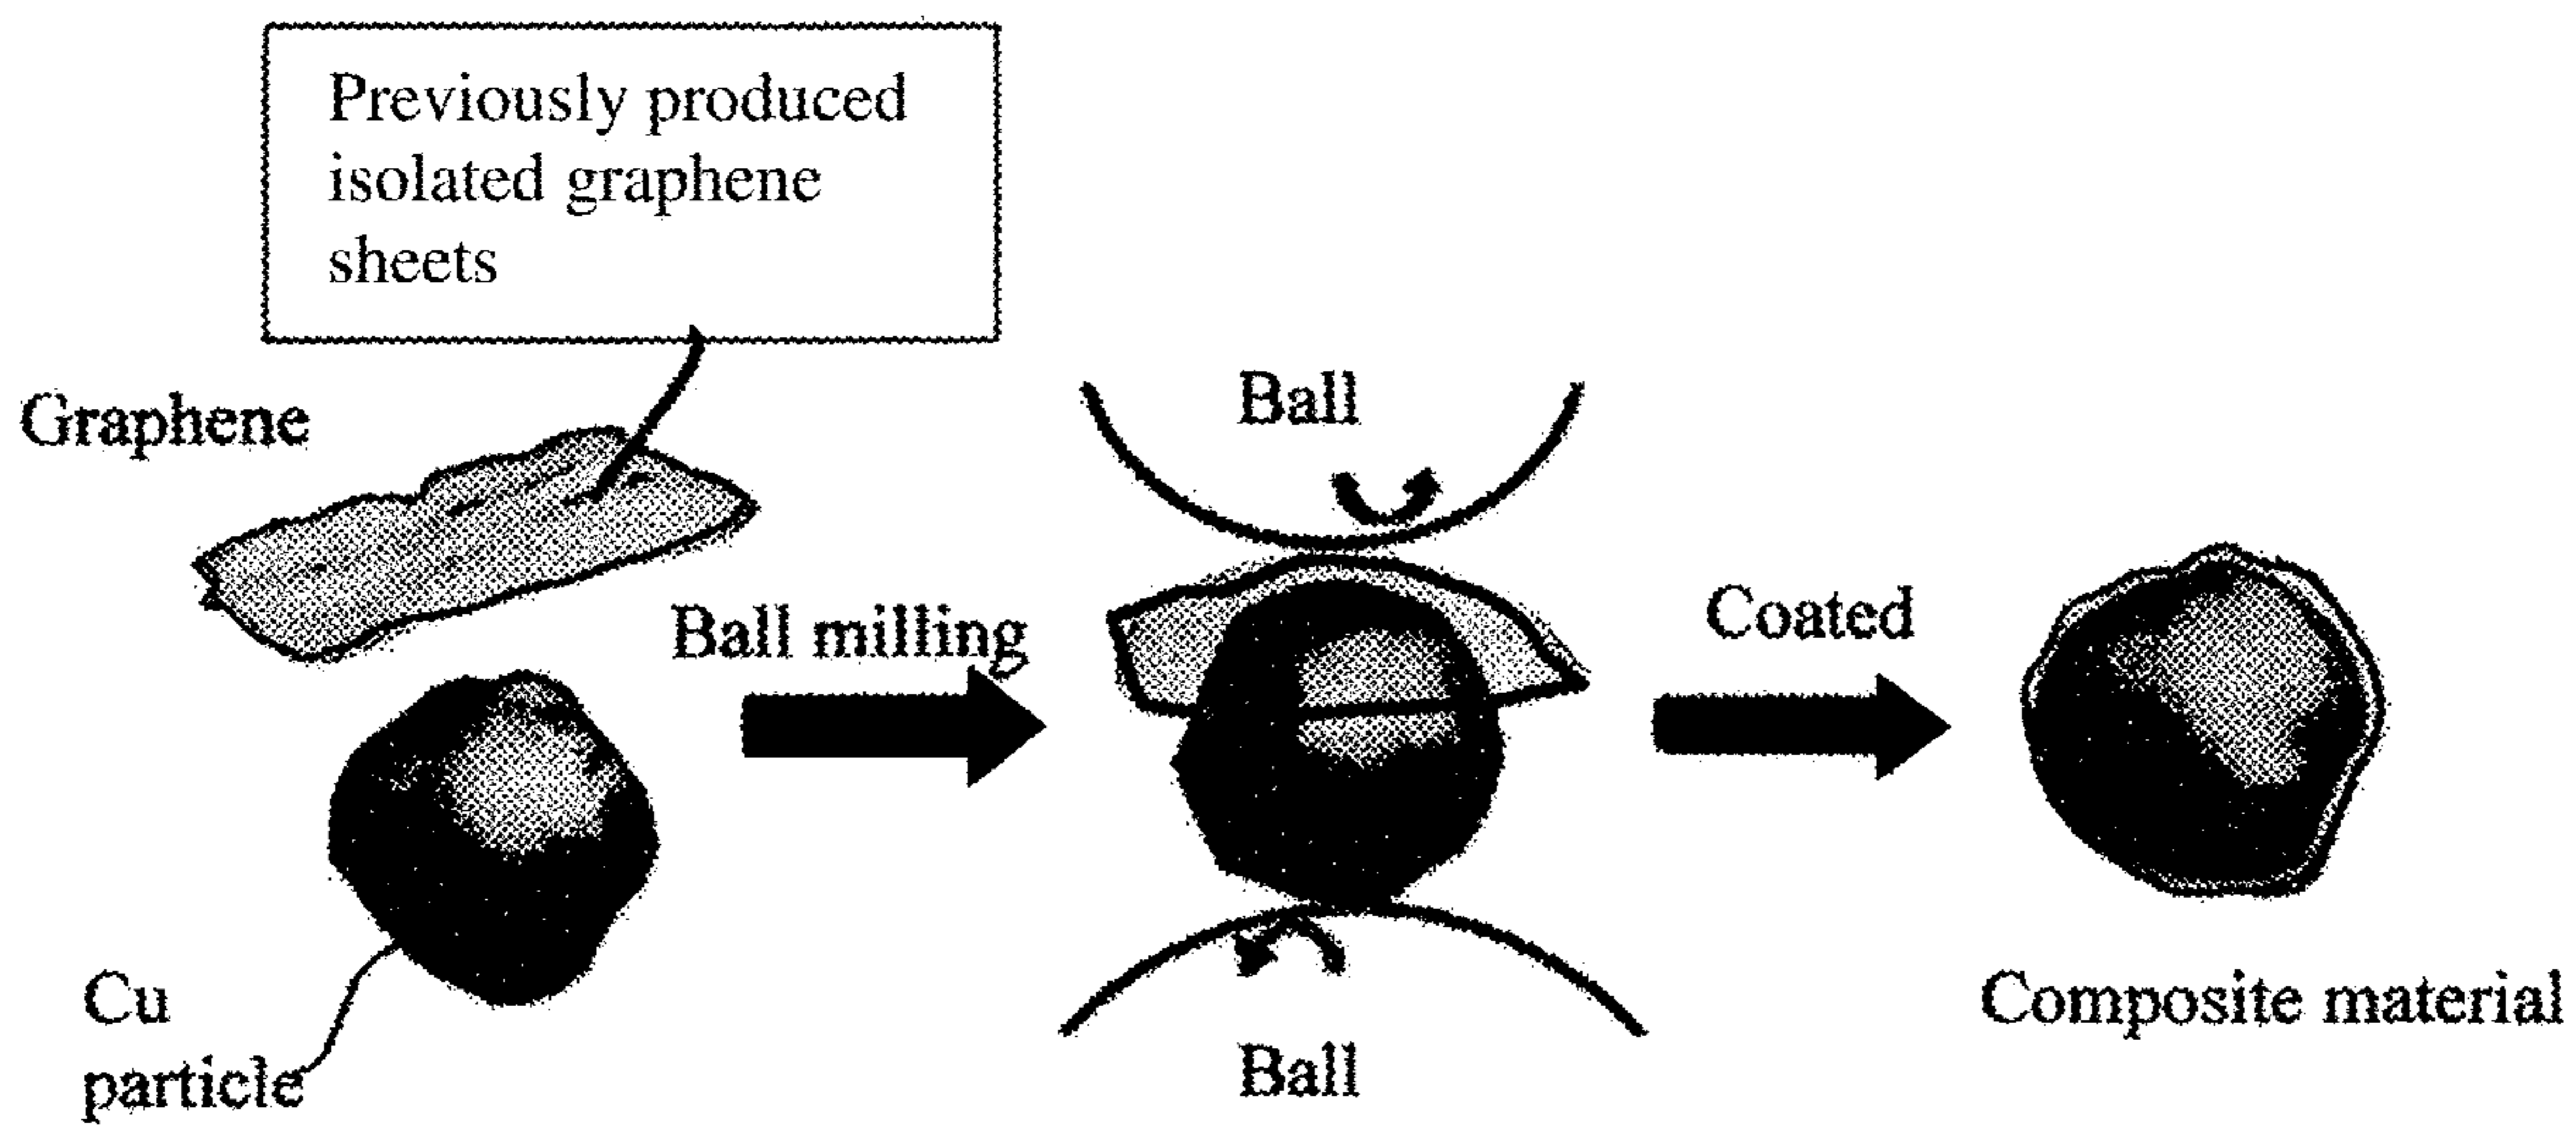 Previously produced
isolated graphene
sheets
Graphene
Ball
Ball milling
Coated
Cu
particle
Ball
Composite material